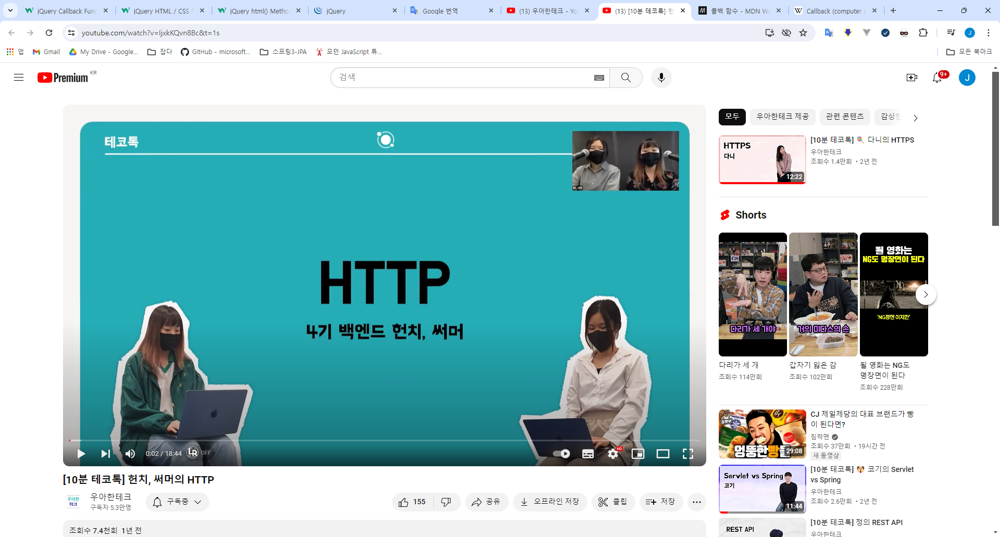 jQuery Callback Func
jQuery HTML / CSS
jQuery html() Metho
jQuery
Google 번역
(13) 우아한테크 - Yo
(13) [10분 테코톡] 헌
콜백 함수 - MDN We
Callback (computer
youtube.com/watch?v=IjxkKQvn8Bc&t=1s
앱
Gmail
My Drive - Google...
잡다
GitHub - microsoft...
스프링3-JPA
모던 JavaScript 튜...
모든 북마크
Premium KR
검색
9+
J
테코톡
HTTP
4기 백엔드 헌치, 써머
0:02 / 18:44
OFF
HD
[10분 테코톡] 헌치, 써머의 HTTP
우아한
테크
우아한테크
구독자 5.3만명
구독중
155
공유
오프라인 저장
클립
저장
조회수 7.4천회 1년 전
모두
우아한테크 제공
관련 콘텐츠
감상한
HTTPS
다니
12:22
[10분 테코톡] 🍭 다니의 HTTPS
우아한테크
조회수 1.4만회 • 2년 전
Shorts
다리가 세 개야
거의 미다스의 손
될 영화는
NG도 명장면이 된다
'NG장면 이지만'
다리가 세 개
조회수 114만회
갑자기 잃은 감
조회수 102만회
될 영화는 NG도
명장면이 된다
조회수 228만회
엉뚱한빵들
29:08
CJ 제일제당의 대표 브랜드가 빵
이 된다면?
침착맨
조회수 37만회 • 19시간 전
새 동영상
Servlet vs Spring
코기
11:44
[10분 테코톡] 🐶 코기의 Servlet
vs Spring
우아한테크
조회수 2.6만회 • 2년 전
REST API
[10분 테코톡] 정의 REST API
우아한테크